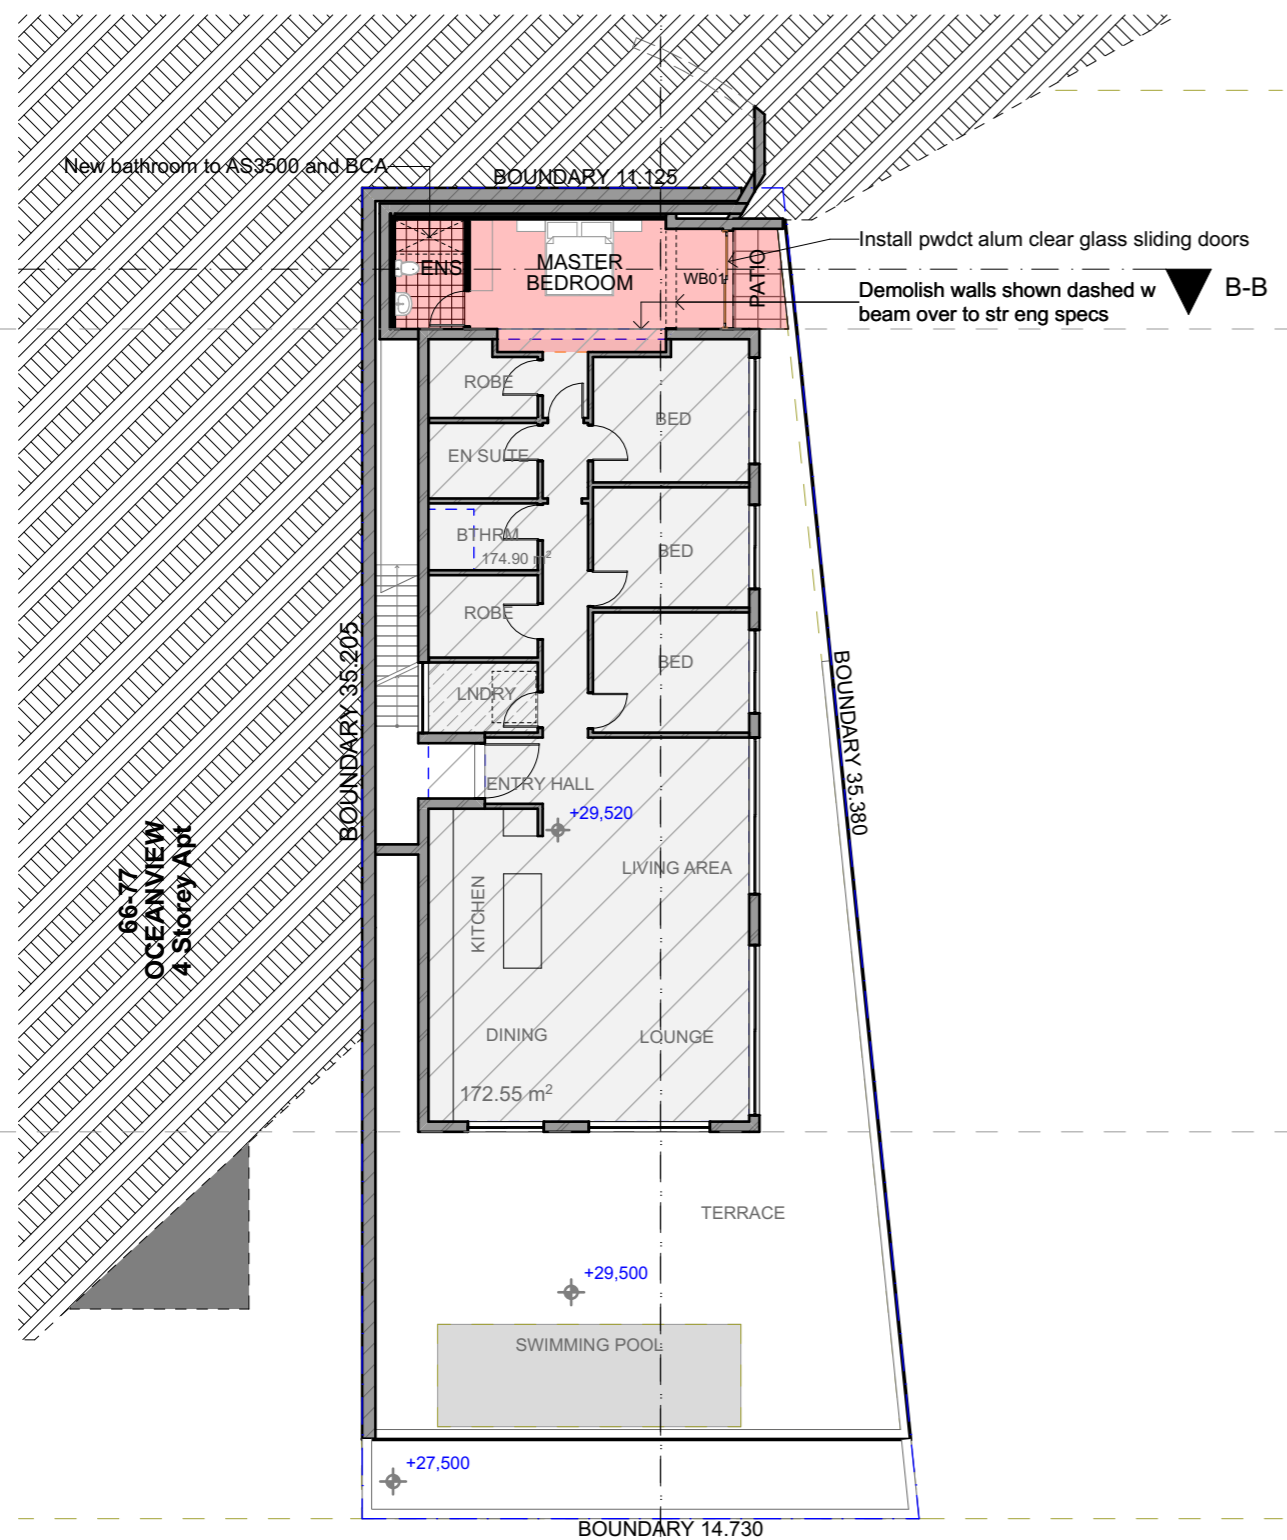 New bathroom to AS3500 and BCA
BOUNDARY 11.125
Install pwdct alum clear glass sliding doors
ENS
MASTER
BEDROOM
WB01
PATIO
Demolish walls shown dashed w
beam over to str eng specs
B-B
ROBE
BED
EN SUITE
BTHRM
174.90 m²
BED
ROBE
BED
LNDRY
BOUNDARY 35.205
BOUNDARY 35.380
ENTRY HALL
+29,520
LIVING AREA
KITCHEN
66-77
OCEANVIEW
4 Storey Apt
DINING
LOUNGE
172.55 m²
TERRACE
+29,500
SWIMMING POOL
+27,500
BOUNDARY 14.730